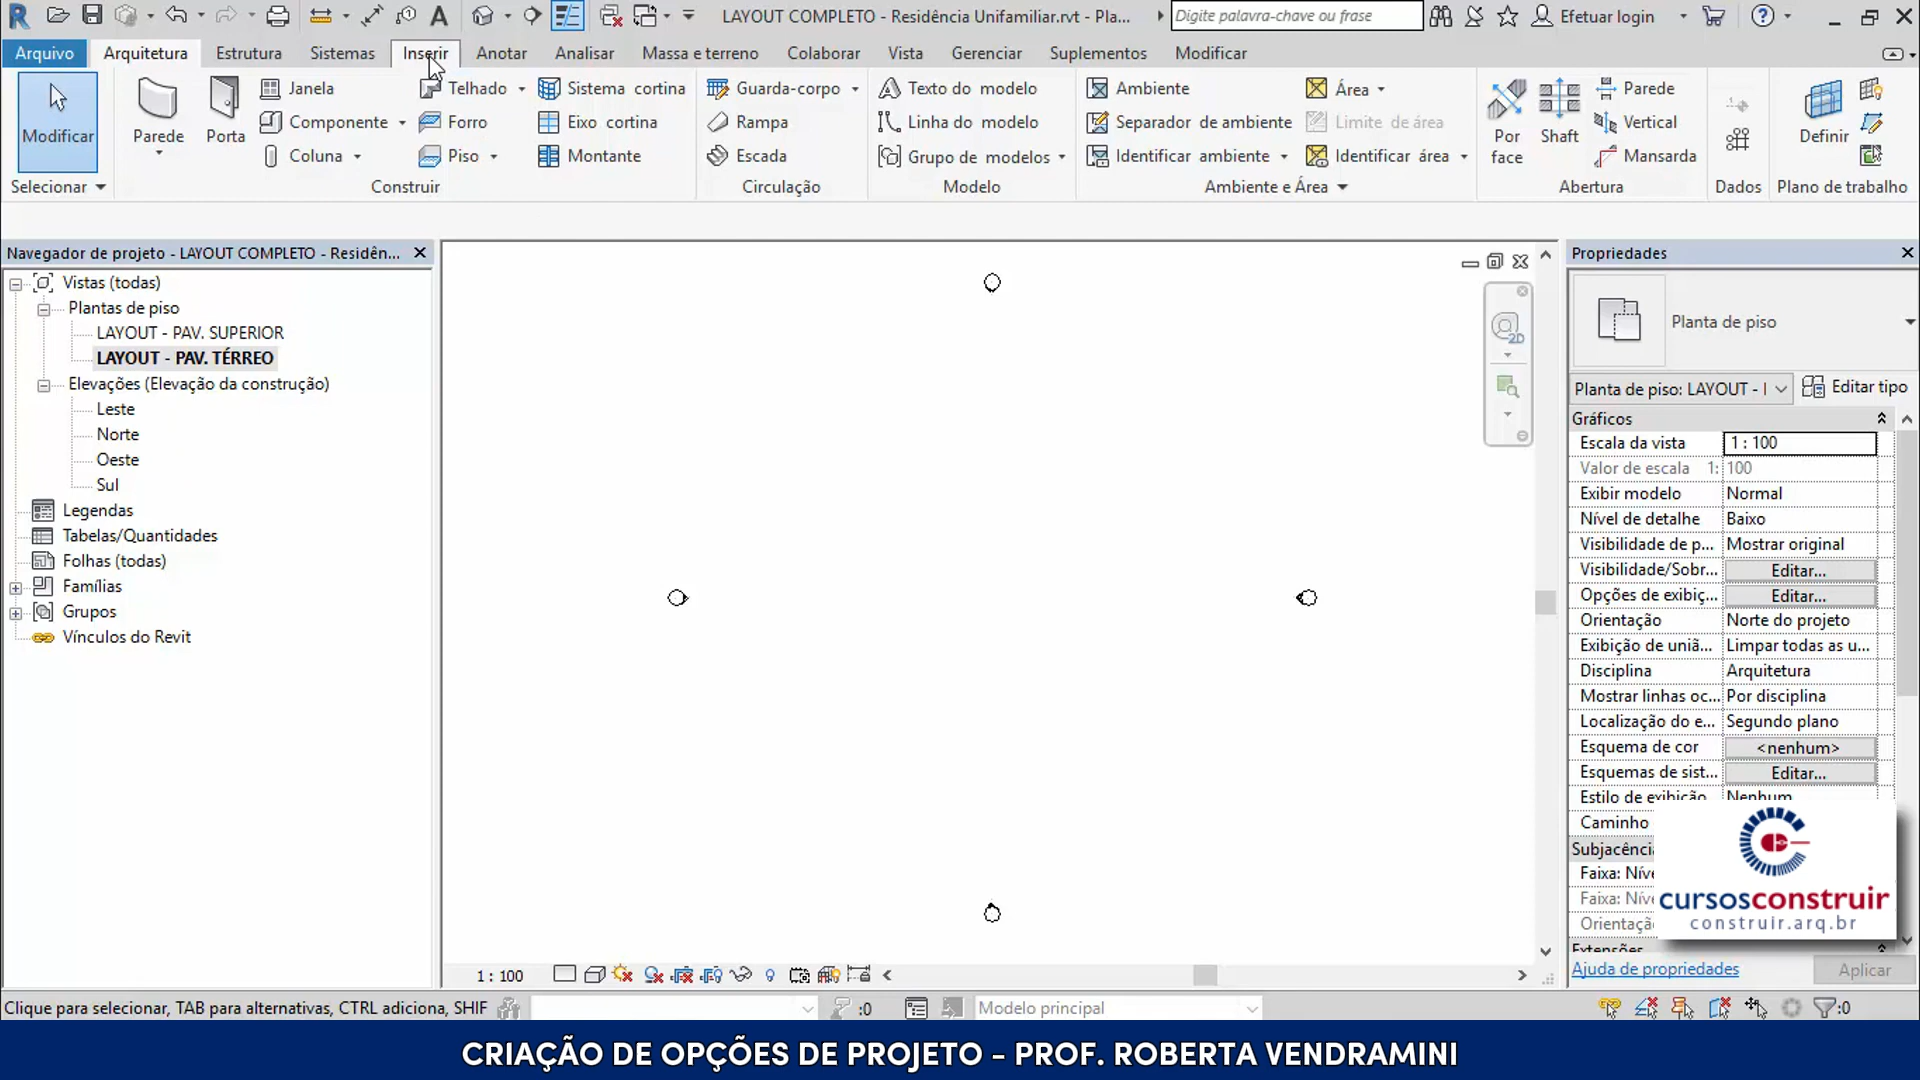 LAYOUT COMPLETO - Residência Unifamiliar.rvt - Pla...
Digite palavra-chave ou frase
Efetuar login
Arquivo Arquitetura Estrutura Sistemas Inserir Anotar Analisar Massa e terreno Colaborar Vista Gerenciar Suplementos Modificar
Modificar
Selecionar
Parede
Porta
Janela
Componente
Coluna
Telhado
Forro
Piso
Sistema cortina
Eixo cortina
Montante
Construir
Guarda-corpo
Rampa
Escada
Circulação
Texto do modelo
Linha do modelo
Grupo de modelos
Modelo
Ambiente
Separador de ambiente
Identificar ambiente
Área
Limite de área
Identificar área
Ambiente e Área
Por face
Shaft
Parede
Vertical
Mansarda
Abertura
Dados
Definir
Plano de trabalho
Navegador de projeto - LAYOUT COMPLETO - Residên...
Vistas (todas)
Plantas de piso
LAYOUT - PAV. SUPERIOR
LAYOUT - PAV. TÉRREO
Elevações (Elevação da construção)
Leste
Norte
Oeste
Sul
Legendas
Tabelas/Quantidades
Folhas (todas)
Famílias
Grupos
Vínculos do Revit
2D
Propriedades
Planta de piso
Planta de piso: LAYOUT - Editar tipo
Gráficos
Escala da vista 1 : 100
Valor de escala 1: 100
Exibir modelo Normal
Nível de detalhe Baixo
Visibilidade de p... Mostrar original
Visibilidade/Sobr... Editar...
Opções de exibiç... Editar...
Orientação Norte do projeto
Exibição de uniã... Limpar todas as u...
Disciplina Arquitetura
Mostrar linhas oc... Por disciplina
Localização do e... Segundo plano
Esquema de cor <nenhum>
Esquemas de sist... Editar...
Estilo de exibição Nenhum
Caminho
Subjacênci
Faixa: Níve
Faixa: Níve
Orientaçã
Extensões
cursosconstruir
construir.arq.br
Ajuda de propriedades Aplicar
1 : 100
Clique para selecionar, TAB para alternativas, CTRL adiciona, SHIF
:0
Modelo principal
:0
CRIAÇÃO DE OPÇÕES DE PROJETO - PROF. ROBERTA VENDRAMINI